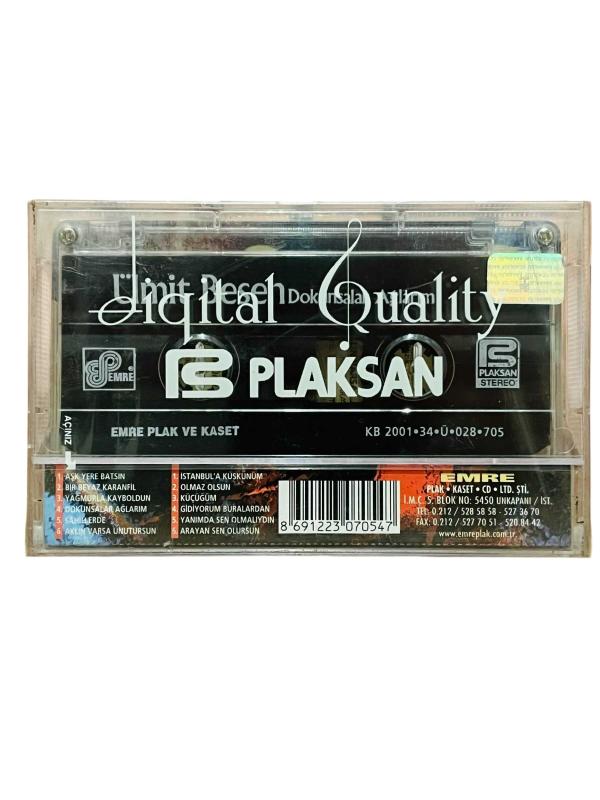 Ümit Besen Dokunsalar Ağlarım
Digital Quality
EMRE
PLAKSAN
PLAKSAN
STEREO
AÇINIZ
EMRE PLAK VE KASET
KB 2001•34•Ü•028•705
1. AŞK YERE BATSIN
2. BİR BEYAZ KARANFİL
3. YAĞMURLA KAYBOLDUN
4. DOKUNSALAR AGLARIM
5. SAHİLLERDE
6. AKLIN VARSA UNUTURSUN
1. İSTANBUL'A KÜSKÜNÜM
2. OLMAZ OLSUN
3. KÜÇÜĞÜM
4. GİDİYORUM BURALARDAN
5. YANIMDA SEN OLMALIYDIN
6. ARAYAN SEN OLURSUN
8 691223 070547
EMRE
PLAK • KASET • CD • LTD. ŞTİ.
İ.M.C. 5. BLOK NO: 5450 UNKAPANI / İST.
TEL: 0.212 / 528 58 58 - 527 36 70
FAX: 0.212 / 527 70 51 - 520 84 42
www.emreplak.com.tr.